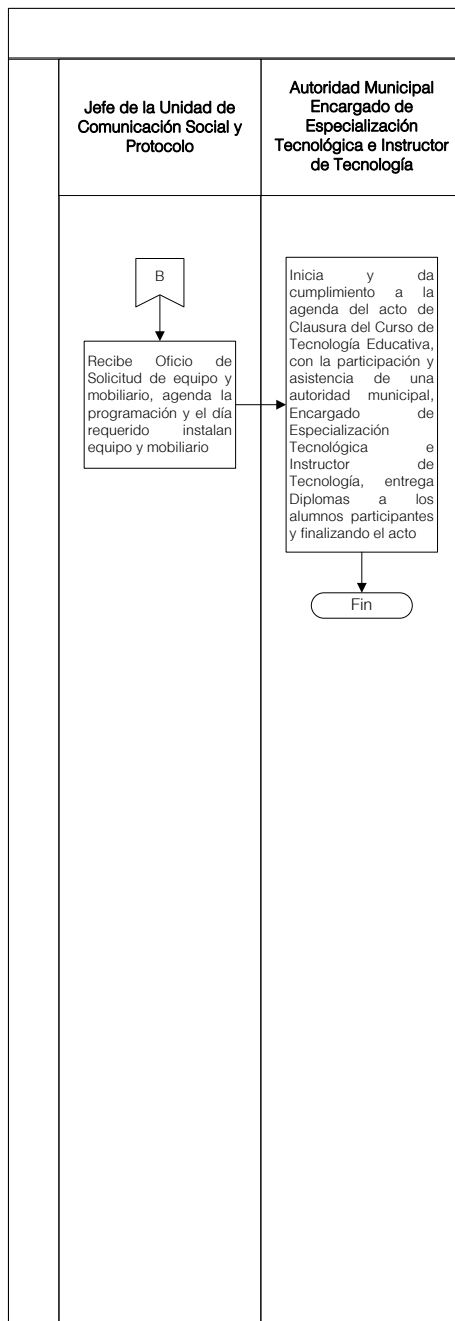 Jefe de la Unidad de
Comunicación Social y
Protocolo
Autoridad Municipal
Encargado de
Especialización
Tecnológica e Instructor
de Tecnología
B
Recibe Oficio de
Solicitud de equipo y
mobiliario, agenda la
programación y el día
requerido instalan
equipo y mobiliario
Inicia y da
cumplimiento a la
agenda del acto de
Clausura del Curso de
Tecnología Educativa,
con la participación y
asistencia de una
autoridad municipal,
Encargado de
Especialización
Tecnológica e
Instructor de
Tecnología, entrega
Diplomas a los
alumnos participantes
y finalizando el acto
Fin